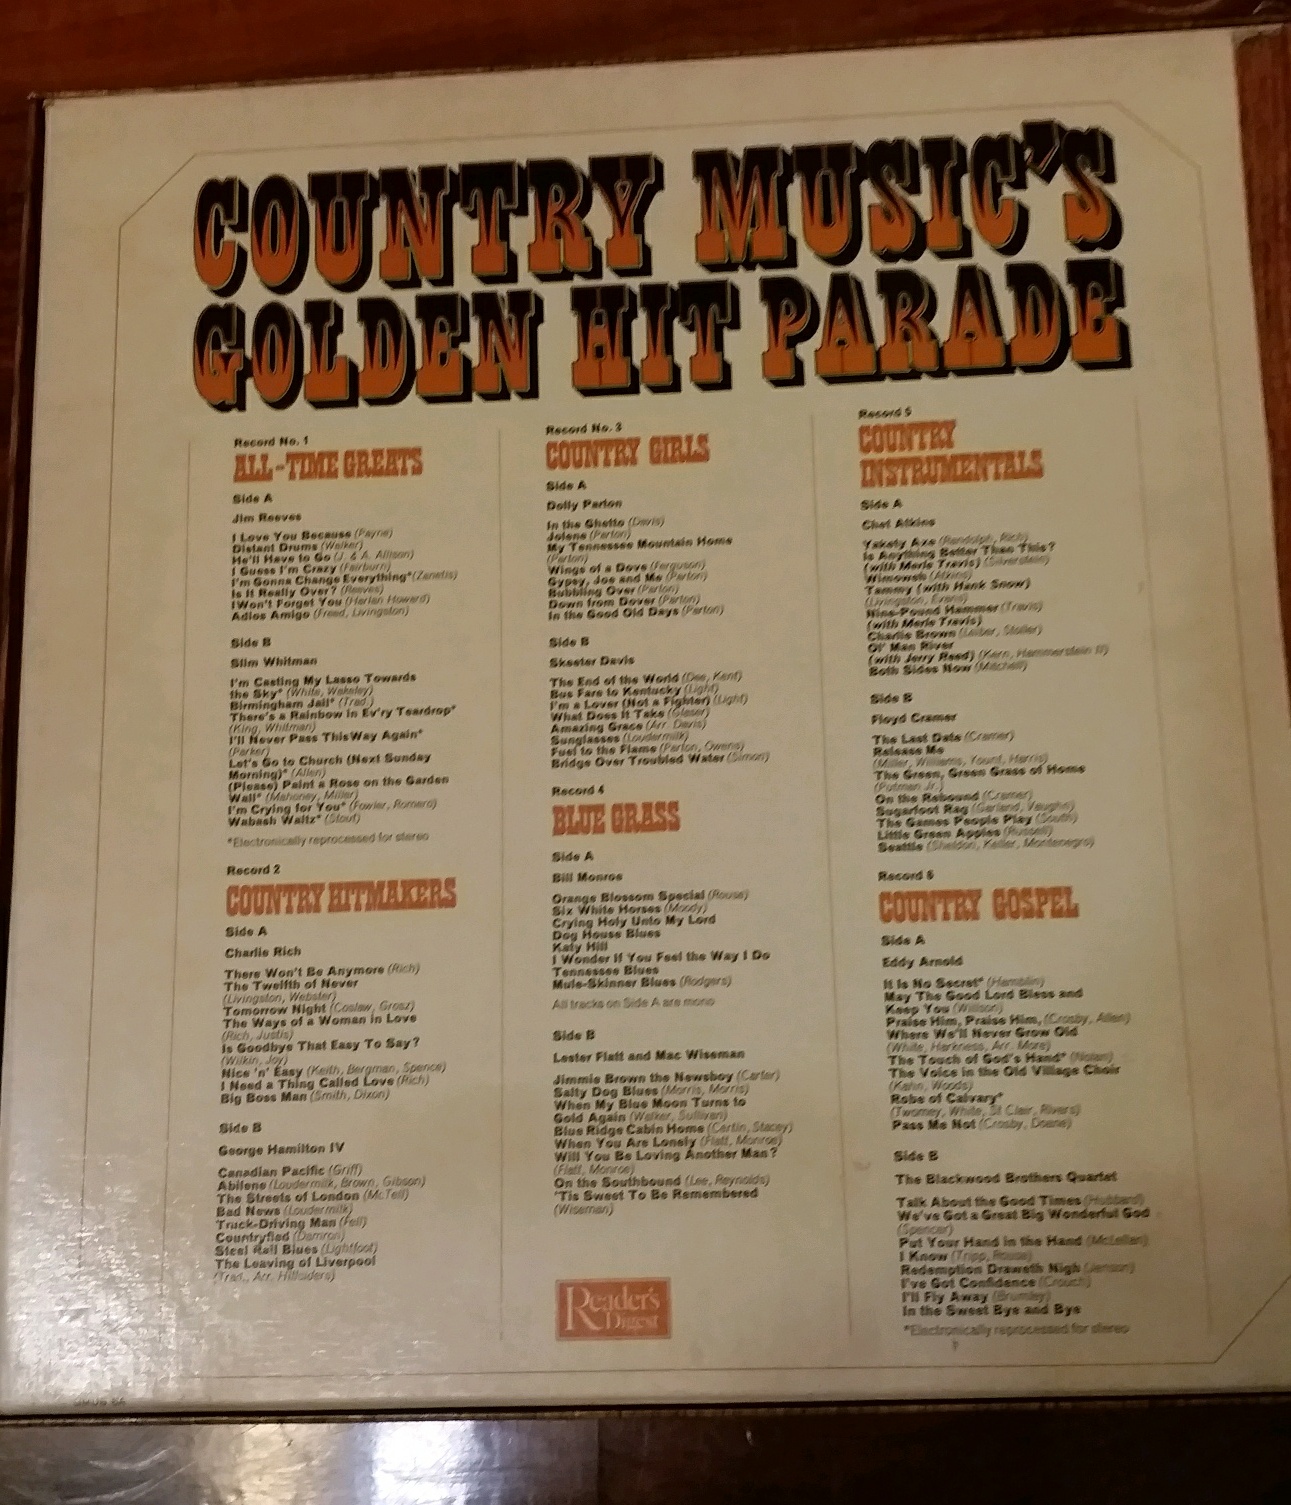 COUNTRY MUSIC'S
GOLDEN HIT PARADE
Record No. 1
ALL-TIME GREATS
Side A
Jim Reeves
I Love You Because (Payne)
Distant Drums (Walker)
He'll Have to Go (J. & A. Allison)
I Guess I'm Crazy (Fairburn)
I'm Gonna Change Everything* (Zanetis)
Is It Really Over? (Reeves)
I Won't Forget You (Harlan Howard)
Adios Amigo (Freed, Livingston)
Side B
Slim Whitman
I'm Casting My Lasso Towards
the Sky* (White, Wakeley)
Birmingham Jail* (Trad.)
There's a Rainbow in Ev'ry Teardrop*
(King, Whitman)
I'll Never Pass This Way Again*
(Parker)
Let's Go to Church (Next Sunday
Morning)* (Allen)
(Please) Paint a Rose on the Garden
Wall* (Mahoney, Miller)
I'm Crying for You* (Fowler, Romero)
Wabash Waltz* (Stout)
*Electronically reprocessed for stereo
Record 2
COUNTRY HITMAKERS
Side A
Charlie Rich
There Won't Be Anymore (Rich)
The Twelfth of Never
(Livingston, Webster)
Tomorrow Night (Coslow, Grosz)
The Ways of a Woman in Love
(Rich, Justis)
Is Goodbye That Easy To Say?
(Wilkin, Joy)
Nice 'n' Easy (Keith, Bergman, Spence)
I Need a Thing Called Love (Rich)
Big Boss Man (Smith, Dixon)
Side B
George Hamilton IV
Canadian Pacific (Griff)
Abilene (Loudermilk, Brown, Gibson)
The Streets of London (McTell)
Bad News (Loudermilk)
Truck-Driving Man (Fell)
Countryfied (Damron)
Steel Rail Blues (Lightfoot)
The Leaving of Liverpool
(Trad., Arr. Hillsiders)
Record No. 3
COUNTRY GIRLS
Side A
Dolly Parton
In the Ghetto (Davis)
Jolene (Parton)
My Tennessee Mountain Home
(Parton)
Wings of a Dove (Ferguson)
Gypsy, Joe and Me (Parton)
Bubbling Over (Parton)
Down from Dover (Parton)
In the Good Old Days (Parton)
Side B
Skeeter Davis
The End of the World (Dee, Kent)
Bus Fare to Kentucky (Light)
I'm a Lover (Not a Fighter) (Light)
What Does It Take (Glaser)
Amazing Grace (Arr. Davis)
Sunglasses (Loudermilk)
Fuel to the Flame (Parton, Owens)
Bridge Over Troubled Water (Simon)
Record 4
BLUE GRASS
Side A
Bill Monroe
Orange Blossom Special (Rouse)
Six White Horses (Moody)
Crying Holy Unto My Lord
Dog House Blues
Katy Hill
I Wonder If You Feel the Way I Do
Tennessee Blues
Mule-Skinner Blues (Rodgers)
All tracks on Side A are mono
Side B
Lester Flatt and Mac Wiseman
Jimmie Brown the Newsboy (Carter)
Salty Dog Blues (Morris, Morris)
When My Blue Moon Turns to
Gold Again (Walker, Sullivan)
Blue Ridge Cabin Home (Certin, Stacey)
When You Are Lonely (Flatt, Monroe)
Will You Be Loving Another Man?
(Flatt, Monroe)
On the Southbound (Lee, Reynolds)
'Tis Sweet To Be Remembered
(Wiseman)
Reader's
Digest
Record 5
COUNTRY
INSTRUMENTALS
Side A
Chet Atkins
Yakety Axe (Randolph, Rich)
Is Anything Better Than This?
(with Merle Travis) (Silverstein)
Wimoweh (Atkins)
Tammy (with Hank Snow)
(Livingston, Evans)
Nine-Pound Hammer (Travis)
(with Merle Travis)
Charlie Brown (Leiber, Stoller)
Ol' Man River
(with Jerry Reed) (Kern, Hammerstein II)
Both Sides Now (Mitchell)
Side B
Floyd Cramer
The Last Date (Cramer)
Release Me
(Miller, Williams, Yount, Harris)
The Green, Green Grass of Home
(Putman Jr.)
On the Rebound (Cramer)
Sugarfoot Rag (Garland, Vaughn)
The Games People Play (South)
Little Green Apples (Russell)
Seattle (Sheldon, Keller, Montenegro)
Record 6
COUNTRY GOSPEL
Side A
Eddy Arnold
It Is No Secret* (Hamblin)
May The Good Lord Bless and
Keep You (Willson)
Praise Him, Praise Him, (Crosby, Allen)
Where We'll Never Grow Old
(White, Harkness, Arr. More)
The Touch of God's Hand* (Nolan)
The Voice in the Old Village Choir
(Kahn, Woods)
Robe of Calvary*
(Twomey, White, St Clair, Rivers)
Pass Me Not (Crosby, Doane)
Side B
The Blackwood Brothers Quartet
Talk About the Good Times (Hubbard)
We've Got a Great Big Wonderful God
(Spencer)
Put Your Hand in the Hand (McLellan)
I Know (Tripp, Rouse)
Redemption Draweth Nigh (Jenson)
I've Got Confidence (Crouch)
I'll Fly Away (Brumley)
In the Sweet Bye and Bye
*Electronically reprocessed for stereo